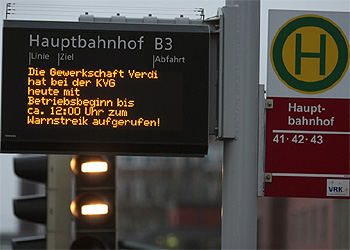 Hauptbahnhof B3
Linie Ziel Abfahrt
Die Gewerkschaft Verdi
hat bei der KVG
heute mit
Betriebsbeginn bis
ca. 12:00 Uhr zum
Warnstreik aufgerufen!
H
Haupt-
bahnhof
41·42·43
VRK